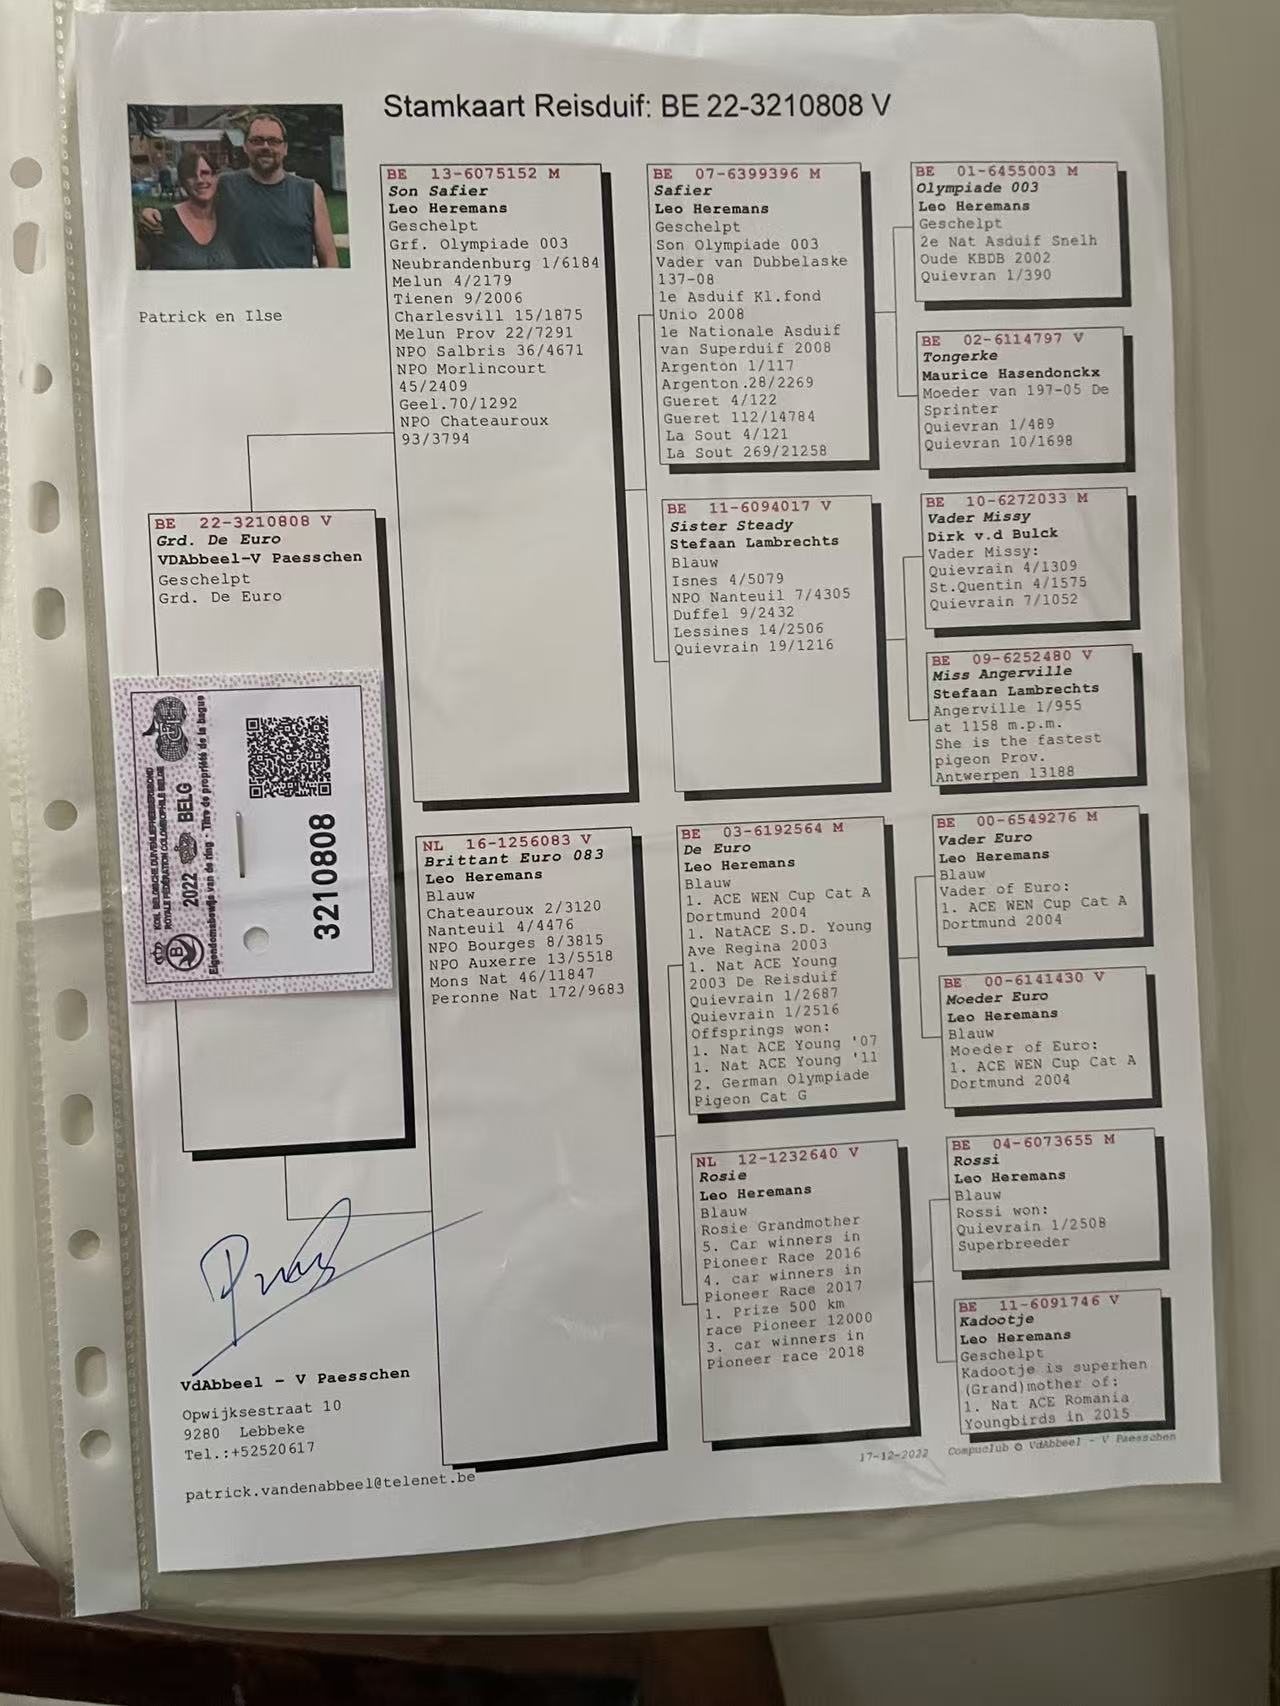 Stamkaart Reisduif: BE 22-3210808 V
Patrick en Ilse
BE 22-3210808 V
Grd. De Euro
VDAbbeel-V Paesschen
Geschelpt
Grd. De Euro
KON. BELGISCHE DUIVENLIEFHEBBERSBOND
ROYALE FÉDÉRATION COLOMBOPHILE BELGE
2022 BELG
Eigendomsbewijs van de ring - Titre de propriété de la bague
3210808
BE 13-6075152 M
Son Safier
Leo Heremans
Geschelpt
Grf. Olympiade 003
Neubrandenburg 1/6184
Melun 4/2179
Tienen 9/2006
Charlesvill 15/1875
Melun Prov 22/7291
NPO Salbris 36/4671
NPO Morlincourt
45/2409
Geel.70/1292
NPO Chateauroux
93/3794
NL 16-1256083 V
Brittant Euro 083
Leo Heremans
Blauw
Chateauroux 2/3120
Nanteuil 4/4476
NPO Bourges 8/3815
NPO Auxerre 13/5518
Mons Nat 46/11847
Peronne Nat 172/9683
BE 07-6399396 M
Safier
Leo Heremans
Geschelpt
Son Olympiade 003
Vader van Dubbelaske
137-08
1e Asduif Kl.fond
Unio 2008
1e Nationale Asduif
van Superduif 2008
Argenton 1/117
Argenton.28/2269
Gueret 4/122
Gueret 112/14784
La Sout 4/121
La Sout 269/21258
BE 11-6094017 V
Sister Steady
Stefaan Lambrechts
Blauw
Isnes 4/5079
NPO Nanteuil 7/4305
Duffel 9/2432
Lessines 14/2506
Quievrain 19/1216
BE 03-6192564 M
De Euro
Leo Heremans
Blauw
1. ACE WEN Cup Cat A
Dortmund 2004
1. NatACE S.D. Young
Ave Regina 2003
1. Nat ACE Young
2003 De Reisduif
Quievrain 1/2687
Quievrain 1/2516
Offsprings won:
1. Nat ACE Young '07
1. Nat ACE Young '11
2. German Olympiade
Pigeon Cat G
NL 12-1232640 V
Rosie
Leo Heremans
Blauw
Rosie Grandmother
5. Car winners in
Pioneer Race 2016
4. car winners in
Pioneer Race 2017
1. Prize 500 km
race Pioneer 12000
3. car winners in
Pioneer race 2018
BE 01-6455003 M
Olympiade 003
Leo Heremans
Geschelpt
2e Nat Asduif Snelh
Oude KBDB 2002
Quievran 1/390
BE 02-6114797 V
Tongerke
Maurice Hasendonckx
Moeder van 197-05 De
Sprinter
Quievran 1/489
Quievran 10/1698
BE 10-6272033 M
Vader Missy
Dirk v.d Bulck
Vader Missy:
Quievrain 4/1309
St.Quentin 4/1575
Quievrain 7/1052
BE 09-6252480 V
Miss Angerville
Stefaan Lambrechts
Angerville 1/955
at 1158 m.p.m.
She is the fastest
pigeon Prov.
Antwerpen 13188
BE 00-6549276 M
Vader Euro
Leo Heremans
Blauw
Vader of Euro:
1. ACE WEN Cup Cat A
Dortmund 2004
BE 00-6141430 V
Moeder Euro
Leo Heremans
Blauw
Moeder of Euro:
1. ACE WEN Cup Cat A
Dortmund 2004
BE 04-6073655 M
Rossi
Leo Heremans
Blauw
Rossi won:
Quievrain 1/2508
Superbreeder
BE 11-6091746 V
Kadootje
Leo Heremans
Geschelpt
Kadootje is superhen
(Grand)mother of:
1. Nat ACE Romania
Youngbirds in 2015
VdAbbeel - V Paesschen
Opwijksestraat 10
9280 Lebbeke
Tel.:+52520617
patrick.vandenabbeel@telenet.be
17-12-2022 Compuclub © VdAbbeel - V Paesschen